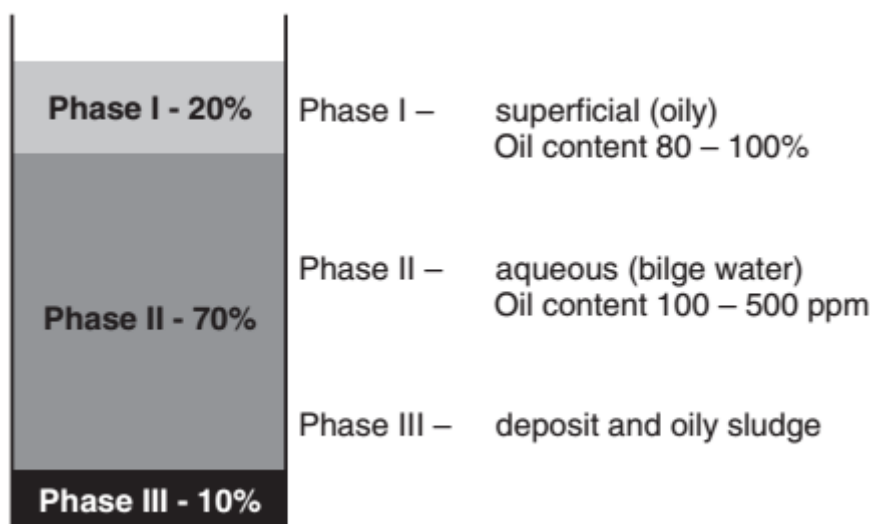 Phase I - 20%
Phase I – superficial (oily)
Oil content 80 – 100%
Phase II - 70%
Phase II – aqueous (bilge water)
Oil content 100 – 500 ppm
Phase III – deposit and oily sludge
Phase III - 10%